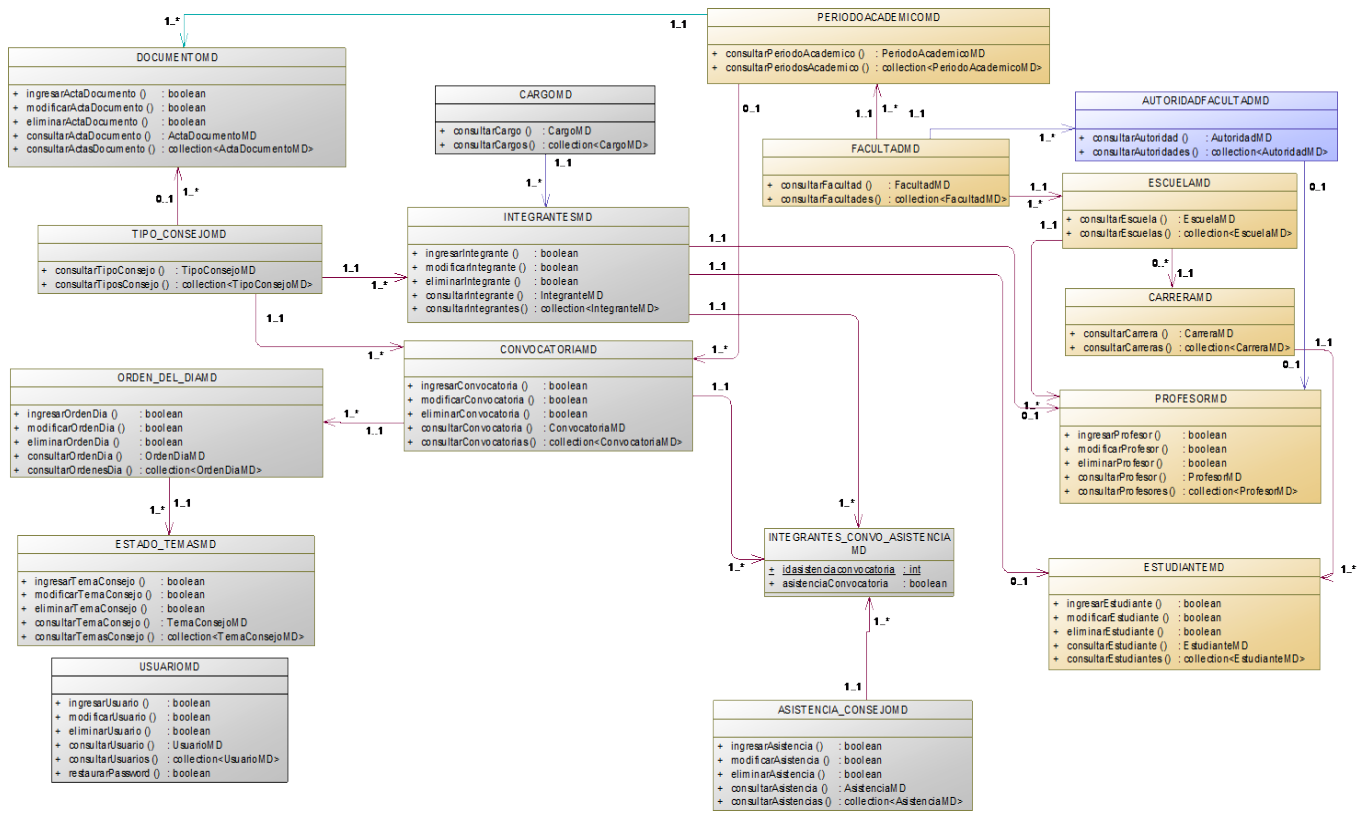 PERIODOACADEMICOMD
+ consultarPeriodoAcademico () : PeriodoAcademicoMD
+ consultarPeriodosAcademico () : collection<PeriodoAcademicoMD>
1..*
1..1
DOCUMENTOMD
+ ingresarActaDocumento () : boolean
+ modificarActaDocumento () : boolean
+ eliminarActaDocumento () : boolean
+ consultarActaDocumento () : ActaDocumentoMD
+ consultarActasDocumento () : collection<ActaDocumentoMD>
CARGOMD
+ consultarCargo () : CargoMD
+ consultarCargos () : collection<CargoMD>
1..1
1..*
0..1
1..1
1..*
1..1
1..*
AUTORIDADFACULTADMD
+ consultarAutoridad () : AutoridadMD
+ consultarAutoridades () : collection<AutoridadMD>
FACULTADMD
+ consultarFacultad () : FacultadMD
+ consultarFacultades () : collection<FacultadMD>
0..1
1..1
1..*
ESCUELAMD
+ consultarEscuela () : EscuelaMD
+ consultarEscuelas () : collection<EscuelaMD>
1..1
0..*
1..1
0..1
1..*
TIPO_CONSEJOMD
+ consultarTipoConsejo () : TipoConsejoMD
+ consultarTiposConsejo () : collection<TipoConsejoMD>
1..1
1..*
1..1
1..*
INTEGRANTESMD
+ ingresarIntegrante () : boolean
+ modificarIntegrante () : boolean
+ eliminarIntegrante () : boolean
+ consultarIntegrante () : IntegranteMD
+ consultarIntegrantes () : collection<IntegranteMD>
1..1
1..1
1..1
CARRERAMD
+ consultarCarrera () : CarreraMD
+ consultarCarreras () : collection<CarreraMD>
1..1
0..1
CONVOCATORIAMD
+ ingresarConvocatoria () : boolean
+ modificarConvocatoria () : boolean
+ eliminarConvocatoria () : boolean
+ consultarConvocatoria () : ConvocatoriaMD
+ consultarConvocatorias () : collection<ConvocatoriaMD>
1..*
1..1
ORDEN_DEL_DIAMD
+ ingresarOrdenDia () : boolean
+ modificarOrdenDia () : boolean
+ eliminarOrdenDia () : boolean
+ consultarOrdenDia () : OrdenDiaMD
+ consultarOrdenesDia () : collection<OrdenDiaMD>
1..*
1..1
PROFESORMD
+ ingresarProfesor () : boolean
+ modificarProfesor () : boolean
+ eliminarProfesor () : boolean
+ consultarProfesor () : ProfesorMD
+ consultarProfesores () : collection<ProfesorMD>
1..*
0..1
1..1
1..*
ESTADO_TEMASMD
+ ingresarTemaConsejo () : boolean
+ modificarTemaConsejo () : boolean
+ eliminarTemaConsejo () : boolean
+ consultarTemaConsejo () : TemaConsejoMD
+ consultarTemasConsejo () : collection<TemaConsejoMD>
1..*
1..*
INTEGRANTES_CONVO_ASISTENCIA
MD
+ idasistenciaconvocatoria : int
+ asistenciaConvocatoria : boolean
0..1
1..*
ESTUDIANTEMD
+ ingresarEstudiante () : boolean
+ modificarEstudiante () : boolean
+ eliminarEstudiante () : boolean
+ consultarEstudiante () : EstudianteMD
+ consultarEstudiantes () : collection<EstudianteMD>
USUARIOMD
+ ingresarUsuario () : boolean
+ modificarUsuario () : boolean
+ eliminarUsuario () : boolean
+ consultarUsuario () : UsuarioMD
+ consultarUsuarios () : collection<UsuarioMD>
+ restaurarPassword () : boolean
1..*
1..1
ASISTENCIA_CONSEJOMD
+ ingresarAsistencia () : boolean
+ modificarAsistencia () : boolean
+ eliminarAsistencia () : boolean
+ consultarAsistencia () : AsistenciaMD
+ consultarAsistencias () : collection<AsistenciaMD>